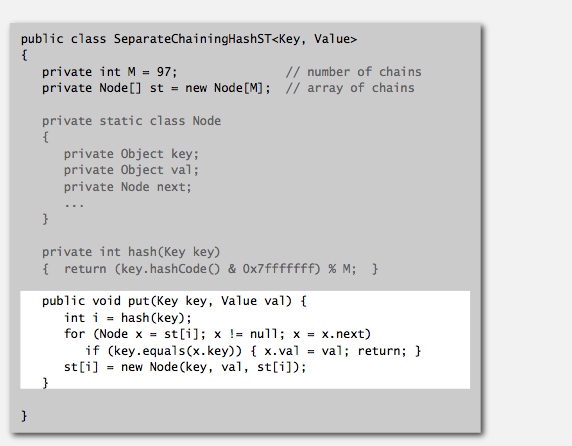 public class SeparateChainingHashST<Key, Value>
{
private int M = 97; // number of chains
private Node[] st = new Node[M]; // array of chains
private static class Node
{
private Object key;
private Object val;
private Node next;
...
}
private int hash(Key key)
{ return (key.hashCode() & 0x7fffffff) % M; }
public void put(Key key, Value val) {
int i = hash(key);
for (Node x = st[i]; x != null; x = x.next)
if (key.equals(x.key)) { x.val = val; return; }
st[i] = new Node(key, val, st[i]);
}
}